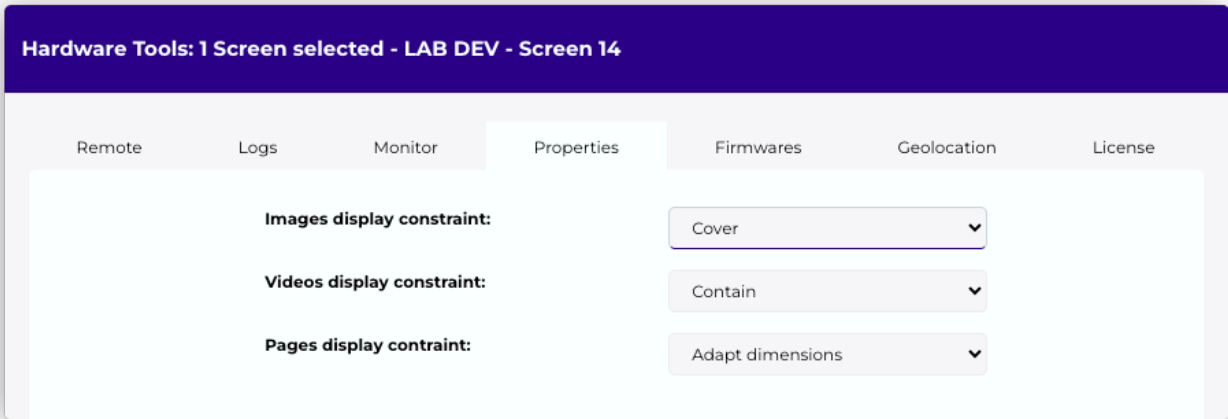 Hardware Tools: 1 Screen selected - LAB DEV - Screen 14
Remote Logs Monitor Properties Firmwares Geolocation License
Images display constraint: Cover
Videos display constraint: Contain
Pages display contraint: Adapt dimensions